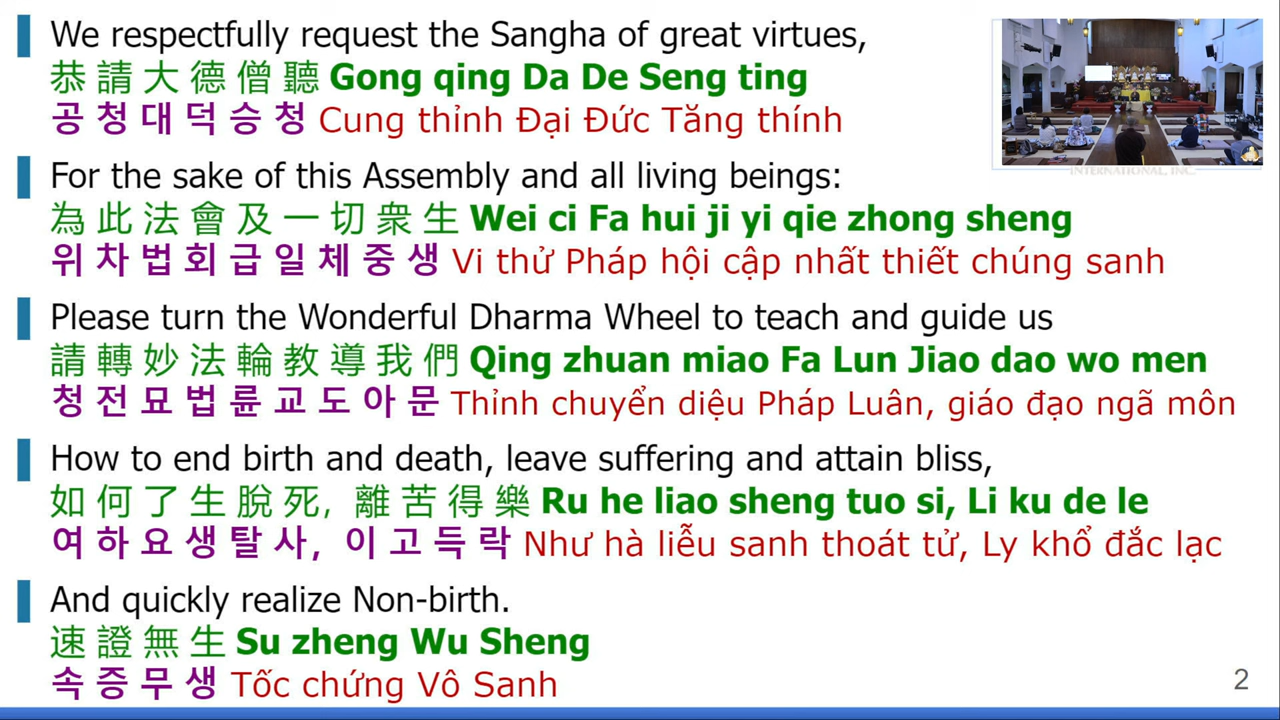 We respectfully request the Sangha of great virtues,
恭 請 大 德 僧 聽 Gong qing Da De Seng ting
공 청 대 덕 승 청 Cung thỉnh Đại Đức Tăng thính
For the sake of this Assembly and all living beings:
為 此 法 會 及 一 切 衆 生 Wei ci Fa hui ji yi qie zhong sheng
위 차 법 회 급 일 체 중 생 Vi thử Pháp hội cập nhất thiết chúng sanh
Please turn the Wonderful Dharma Wheel to teach and guide us
請 轉 妙 法 輪 教 導 我 們 Qing zhuan miao Fa Lun Jiao dao wo men
청 전 묘 법 륜 교 도 아 문 Thỉnh chuyển diệu Pháp Luân, giáo đạo ngã môn
How to end birth and death, leave suffering and attain bliss,
如 何 了 生 脫 死, 離 苦 得 樂 Ru he liao sheng tuo si, Li ku de le
여 하 요 생 탈 사, 이 고 득 락 Như hà liễu sanh thoát tử, Ly khổ đắc lạc
And quickly realize Non-birth.
速 證 無 生 Su zheng Wu Sheng
속 증 무 생 Tốc chứng Vô Sanh
INTERNATIONAL, INC.
2